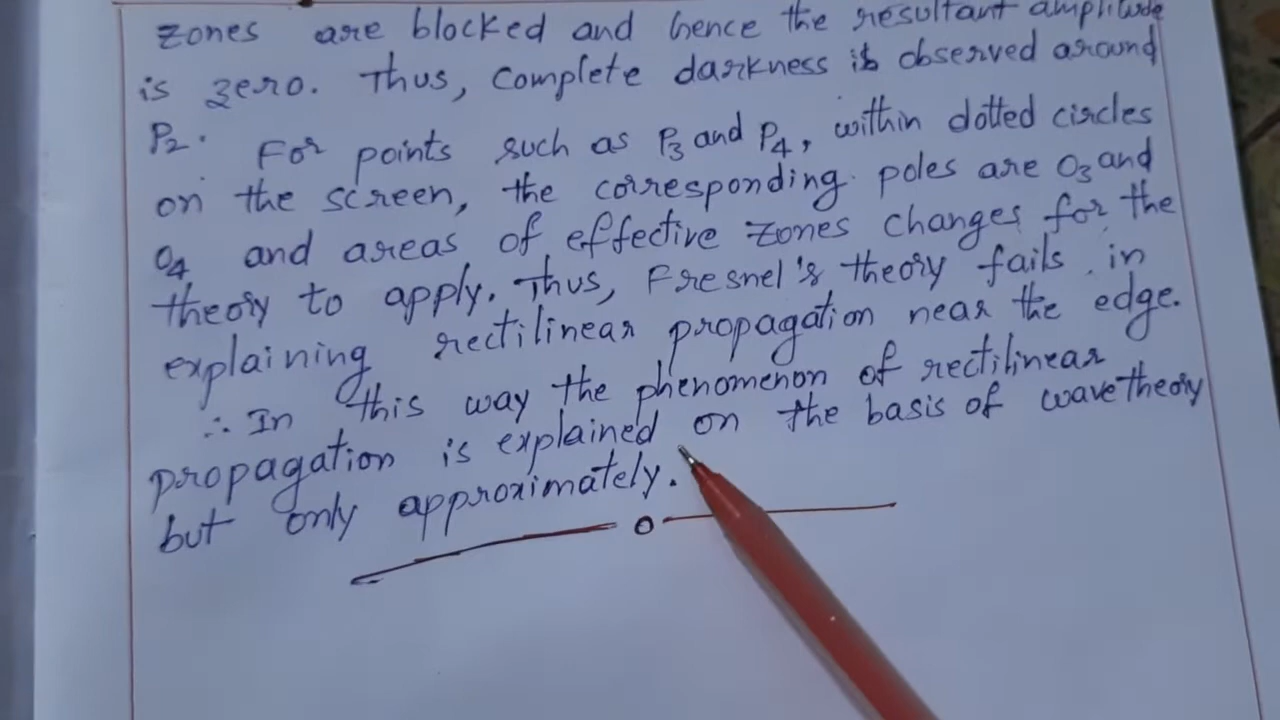 zones are blocked and hence the resultant amplitude
is zero. Thus, complete darkness is observed around
P₂. For points such as P₃ and P₄, within dotted circles
on the screen, the corresponding poles are O₃ and
O₄ and areas of effective zones changes for the
theory to apply. Thus, Fresnel's theory fails in
explaining rectilinear propagation near the edge.
∴ In this way the phenomenon of rectilinear
propagation is explained on the basis of wave theory
but only approximately.